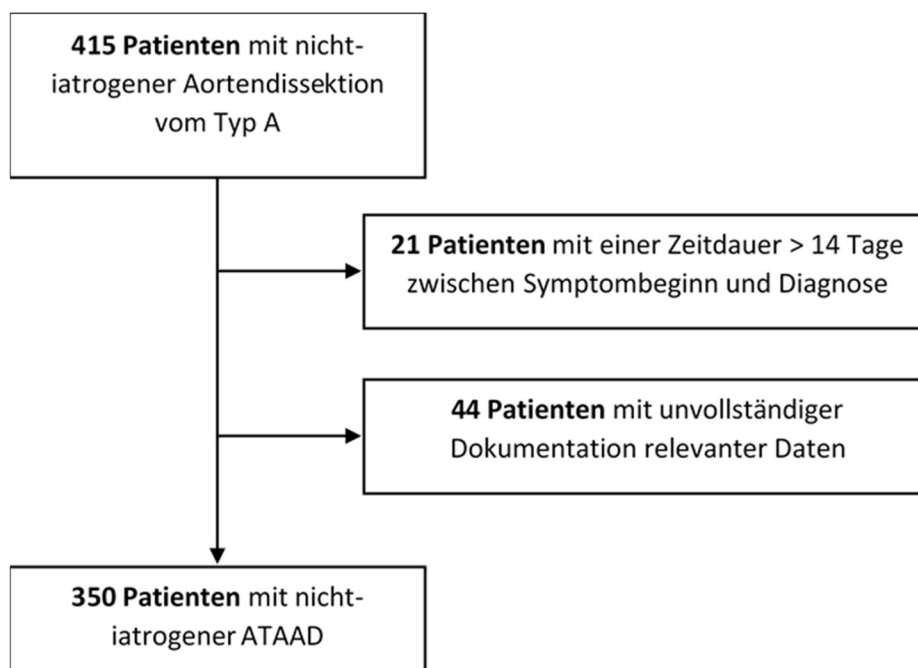 415 Patienten mit nicht-
iatrogener Aortendissektion
vom Typ A
21 Patienten mit einer Zeitdauer > 14 Tage
zwischen Symptombeginn und Diagnose
44 Patienten mit unvollständiger
Dokumentation relevanter Daten
350 Patienten mit nicht-
iatrogener ATAAD